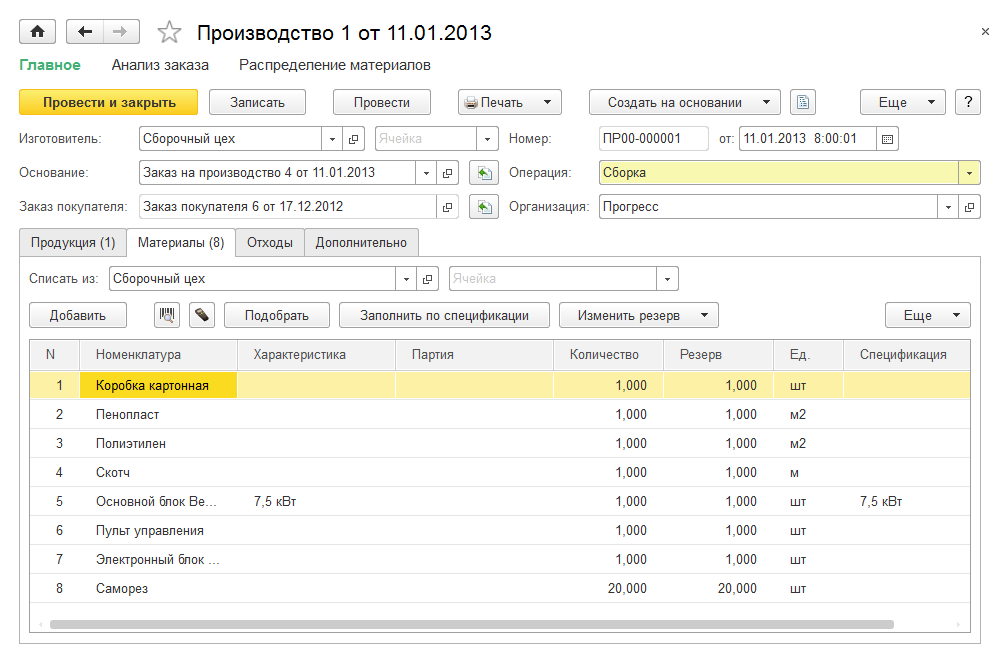 Производство 1 от 11.01.2013
Главное Анализ заказа Распределение материалов
Провести и закрыть Записать Провести Печать Создать на основании Еще ?
Изготовитель: Сборочный цех Ячейка Номер: ПР00-000001 от: 11.01.2013 8:00:01
Основание: Заказ на производство 4 от 11.01.2013 Операция: Сборка
Заказ покупателя: Заказ покупателя 6 от 17.12.2012 Организация: Прогресс
Продукция (1) Материалы (8) Отходы Дополнительно
Списать из: Сборочный цех Ячейка
Добавить Подобрать Заполнить по спецификации Изменить резерв Еще
N Номенклатура Характеристика Партия Количество Резерв Ед. Спецификация
1 Коробка картонная 1,000 1,000 шт
2 Пенопласт 1,000 1,000 м2
3 Полиэтилен 1,000 1,000 м2
4 Скотч 1,000 1,000 м
5 Основной блок Ве... 7,5 кВт 1,000 1,000 шт 7,5 кВт
6 Пульт управления 1,000 1,000 шт
7 Электронный блок ... 1,000 1,000 шт
8 Саморез 20,000 20,000 шт